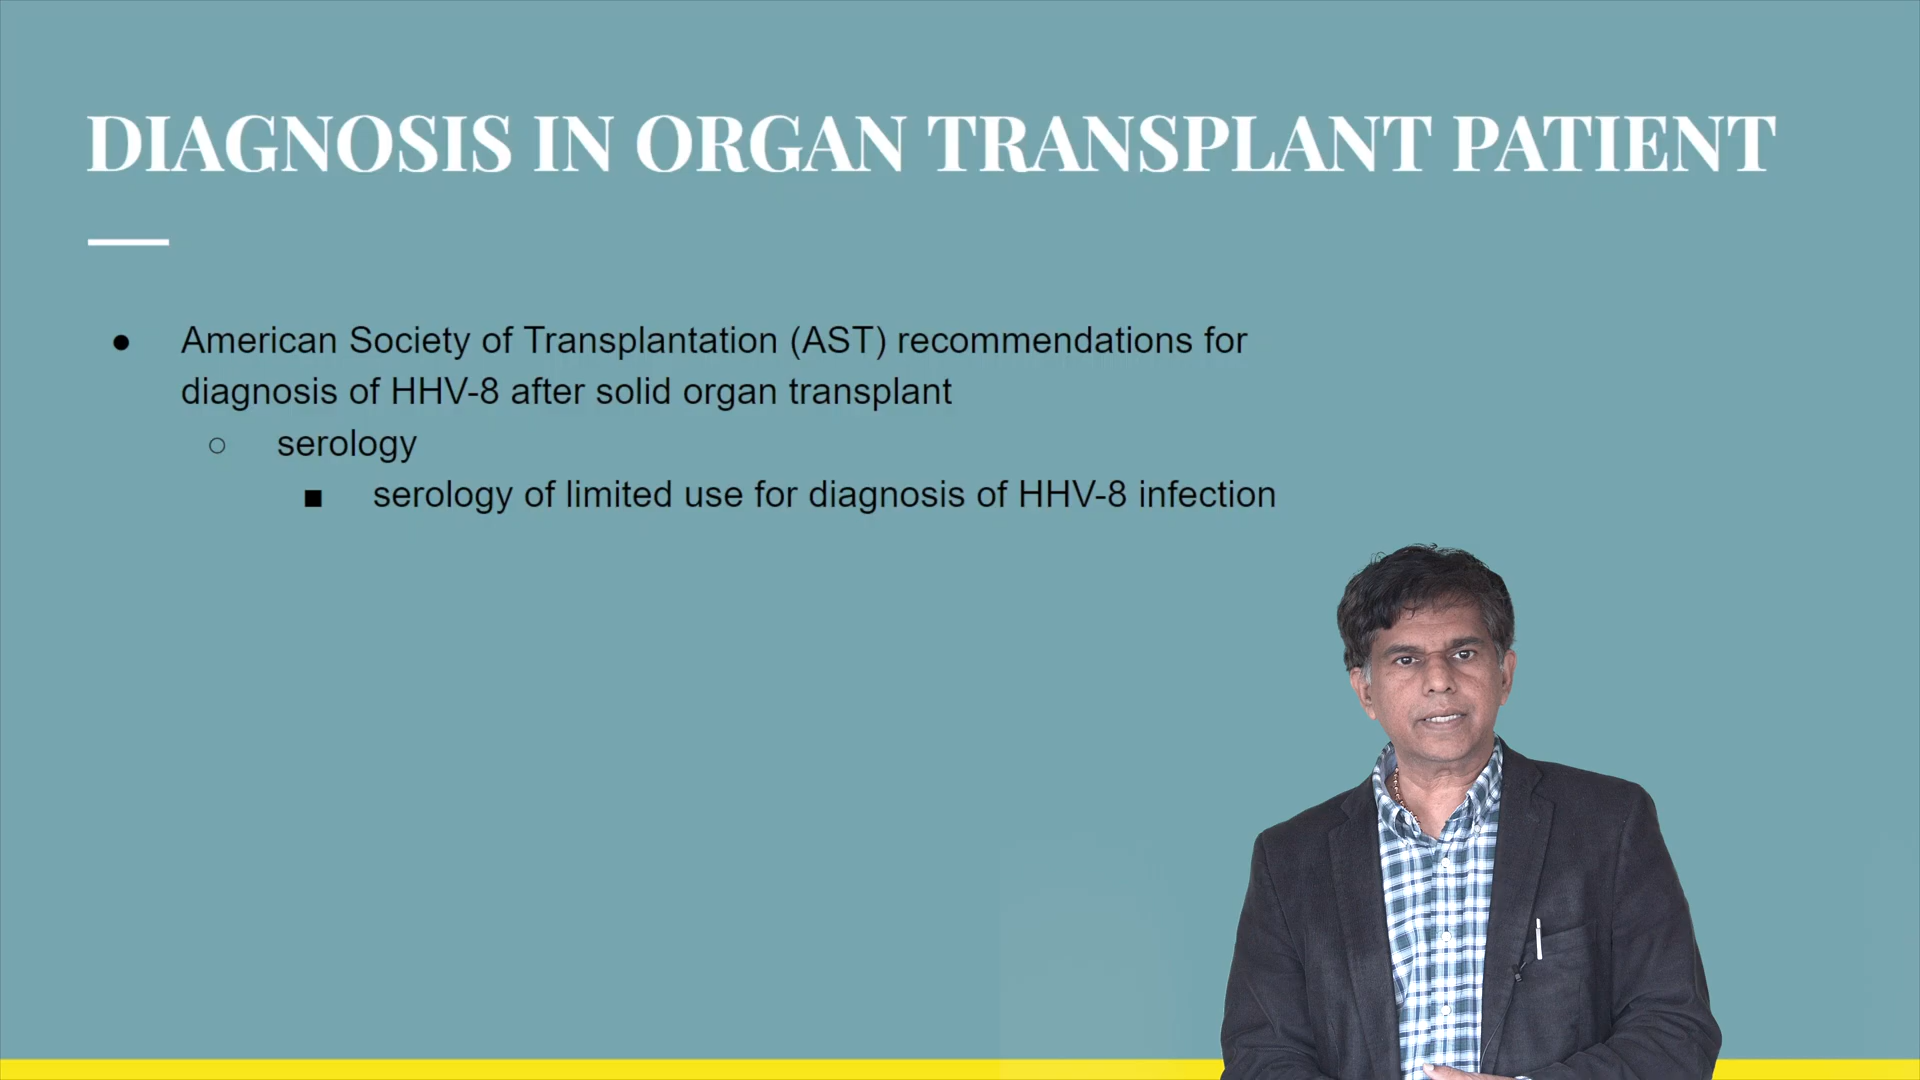 DIAGNOSIS IN ORGAN TRANSPLANT PATIENT
● American Society of Transplantation (AST) recommendations for
diagnosis of HHV-8 after solid organ transplant
○ serology
■ serology of limited use for diagnosis of HHV-8 infection